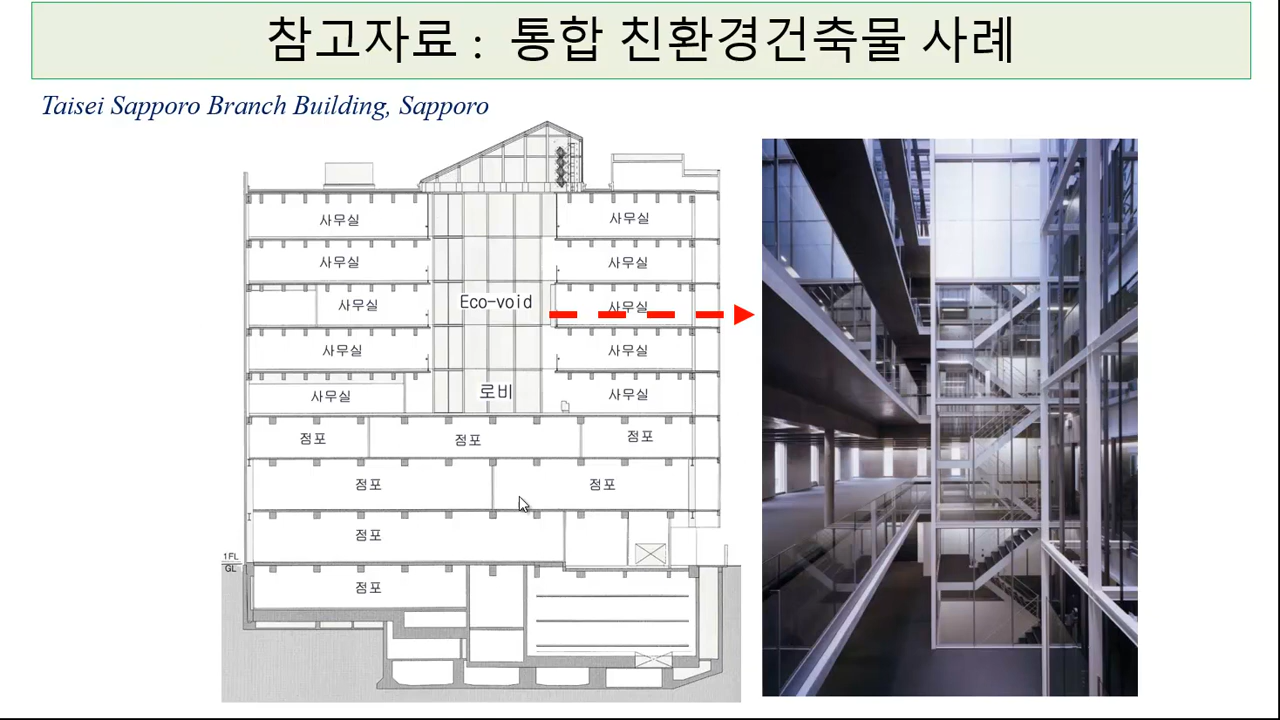 참고자료 : 통합 친환경건축물 사례
Taisei Sapporo Branch Building, Sapporo
사무실 사무실
사무실 사무실
Eco-void
사무실 사무실
사무실 사무실
로비
사무실 사무실
점포 점포 점포
점포 점포
점포
1FL
GL
점포